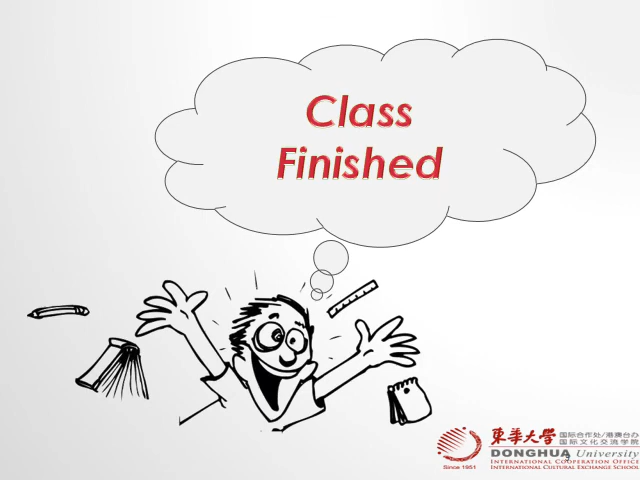 Class
Finished
東華大學
国际合作处/港澳台办
国际文化交流学院
DONGHUA University
INTERNATIONAL COOPERATION OFFICE
Since 1951
INTERNATIONAL CULTURAL EXCHANGE SCHOOL